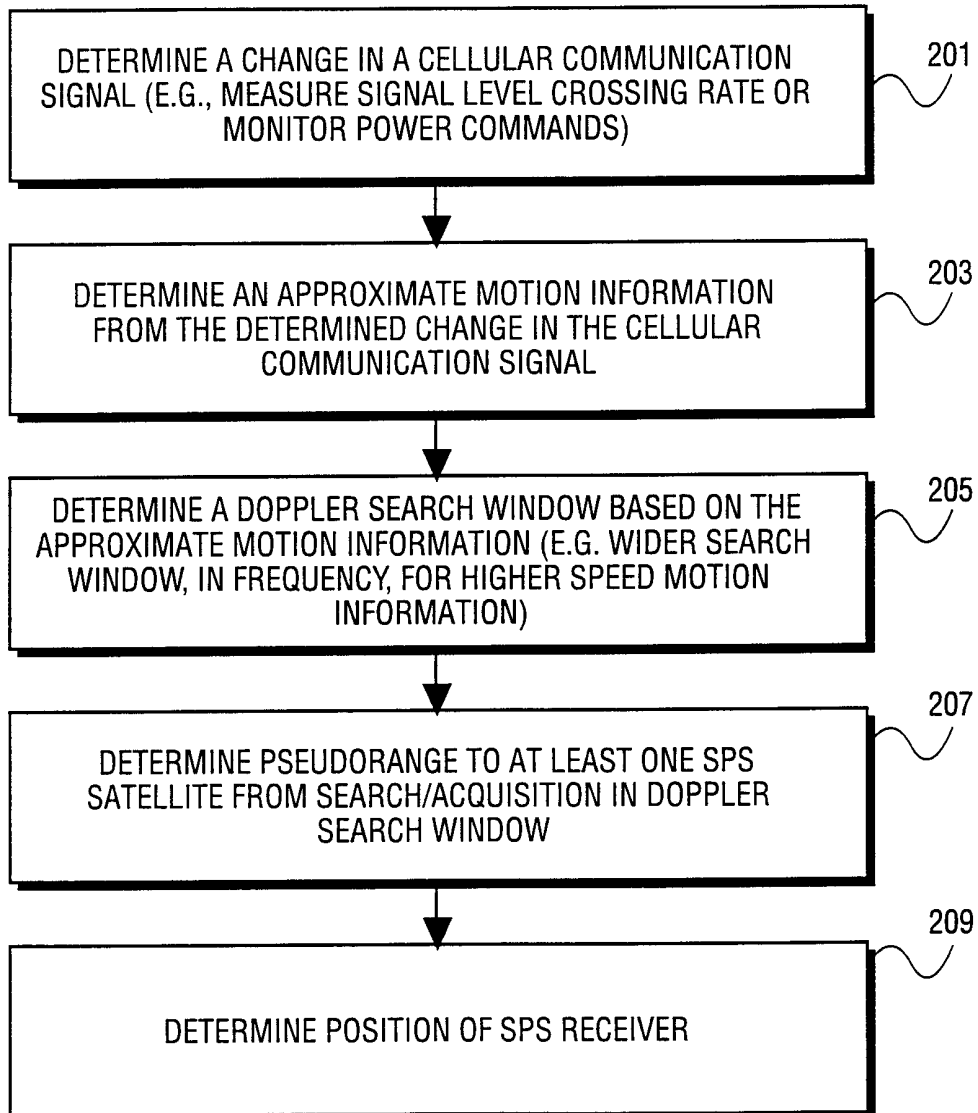 DETERMINE A CHANGE IN A CELLULAR COMMUNICATION
SIGNAL (E.G., MEASURE SIGNAL LEVEL CROSSING RATE OR
MONITOR POWER COMMANDS)
201
DETERMINE AN APPROXIMATE MOTION INFORMATION
FROM THE DETERMINED CHANGE IN THE CELLULAR
COMMUNICATION SIGNAL
203
DETERMINE A DOPPLER SEARCH WINDOW BASED ON THE
APPROXIMATE MOTION INFORMATION (E.G. WIDER SEARCH
WINDOW, IN FREQUENCY, FOR HIGHER SPEED MOTION
INFORMATION)
205
DETERMINE PSEUDORANGE TO AT LEAST ONE SPS
SATELLITE FROM SEARCH/ACQUISITION IN DOPPLER
SEARCH WINDOW
207
DETERMINE POSITION OF SPS RECEIVER
209